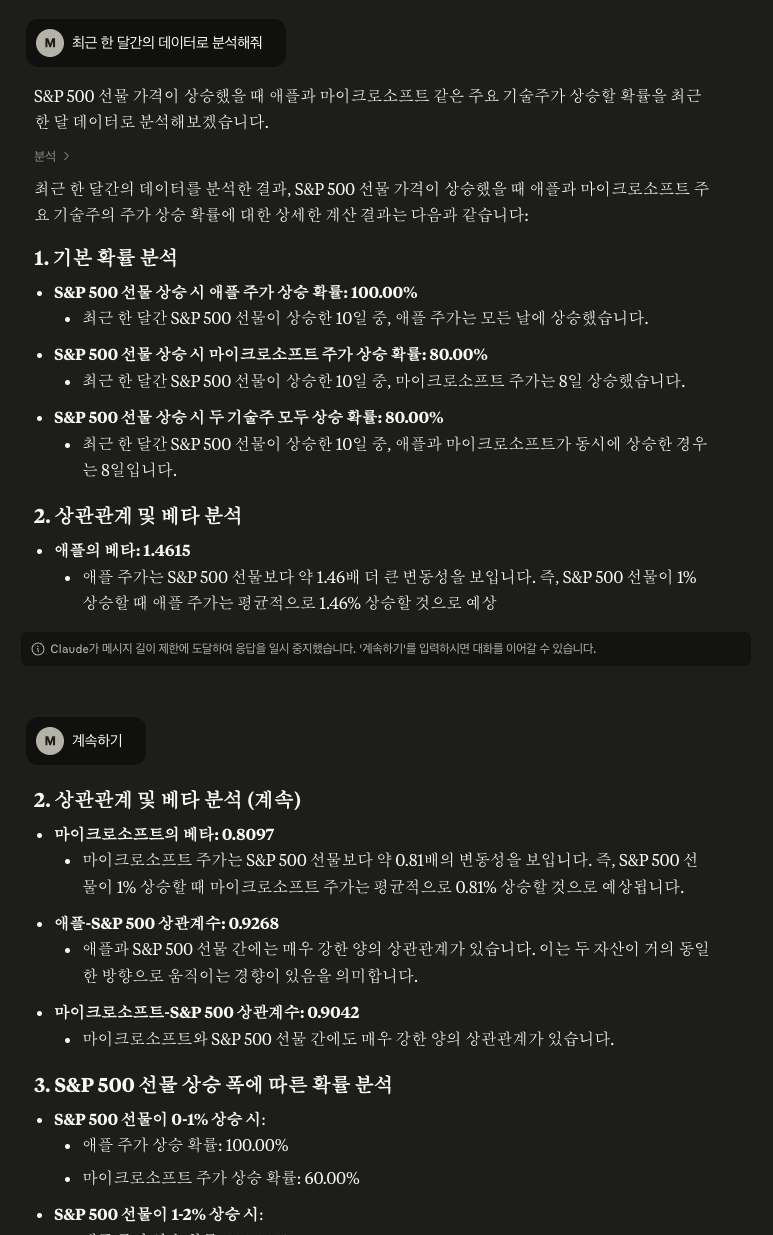 M 최근 한 달간의 데이터로 분석해줘
S&P 500 선물 가격이 상승했을 때 애플과 마이크로소프트 같은 주요 기술주가 상승할 확률을 최근
한 달 데이터로 분석해보겠습니다.
분석 >
최근 한 달간의 데이터를 분석한 결과, S&P 500 선물 가격이 상승했을 때 애플과 마이크로소프트 주
요 기술주의 주가 상승 확률에 대한 상세한 계산 결과는 다음과 같습니다:
1. 기본 확률 분석
• S&P 500 선물 상승 시 애플 주가 상승 확률: 100.00%
• 최근 한 달간 S&P 500 선물이 상승한 10일 중, 애플 주가는 모든 날에 상승했습니다.
• S&P 500 선물 상승 시 마이크로소프트 주가 상승 확률: 80.00%
• 최근 한 달간 S&P 500 선물이 상승한 10일 중, 마이크로소프트 주가는 8일 상승했습니다.
• S&P 500 선물 상승 시 두 기술주 모두 상승 확률: 80.00%
• 최근 한 달간 S&P 500 선물이 상승한 10일 중, 애플과 마이크로소프트가 동시에 상승한 경우
는 8일입니다.
2. 상관관계 및 베타 분석
• 애플의 베타: 1.4615
• 애플 주가는 S&P 500 선물보다 약 1.46배 더 큰 변동성을 보입니다. 즉, S&P 500 선물이 1%
상승할 때 애플 주가는 평균적으로 1.46% 상승할 것으로 예상
Claude가 메시지 길이 제한에 도달하여 응답을 일시 중지했습니다. '계속하기'를 입력하시면 대화를 이어갈 수 있습니다.
M 계속하기
2. 상관관계 및 베타 분석 (계속)
• 마이크로소프트의 베타: 0.8097
• 마이크로소프트 주가는 S&P 500 선물보다 약 0.81배의 변동성을 보입니다. 즉, S&P 500 선
물이 1% 상승할 때 마이크로소프트 주가는 평균적으로 0.81% 상승할 것으로 예상됩니다.
• 애플-S&P 500 상관계수: 0.9268
• 애플과 S&P 500 선물 간에는 매우 강한 양의 상관관계가 있습니다. 이는 두 자산이 거의 동일
한 방향으로 움직이는 경향이 있음을 의미합니다.
• 마이크로소프트-S&P 500 상관계수: 0.9042
• 마이크로소프트와 S&P 500 선물 간에도 매우 강한 양의 상관관계가 있습니다.
3. S&P 500 선물 상승 폭에 따른 확률 분석
• S&P 500 선물이 0-1% 상승 시:
• 애플 주가 상승 확률: 100.00%
• 마이크로소프트 주가 상승 확률: 60.00%
• S&P 500 선물이 1-2% 상승 시: